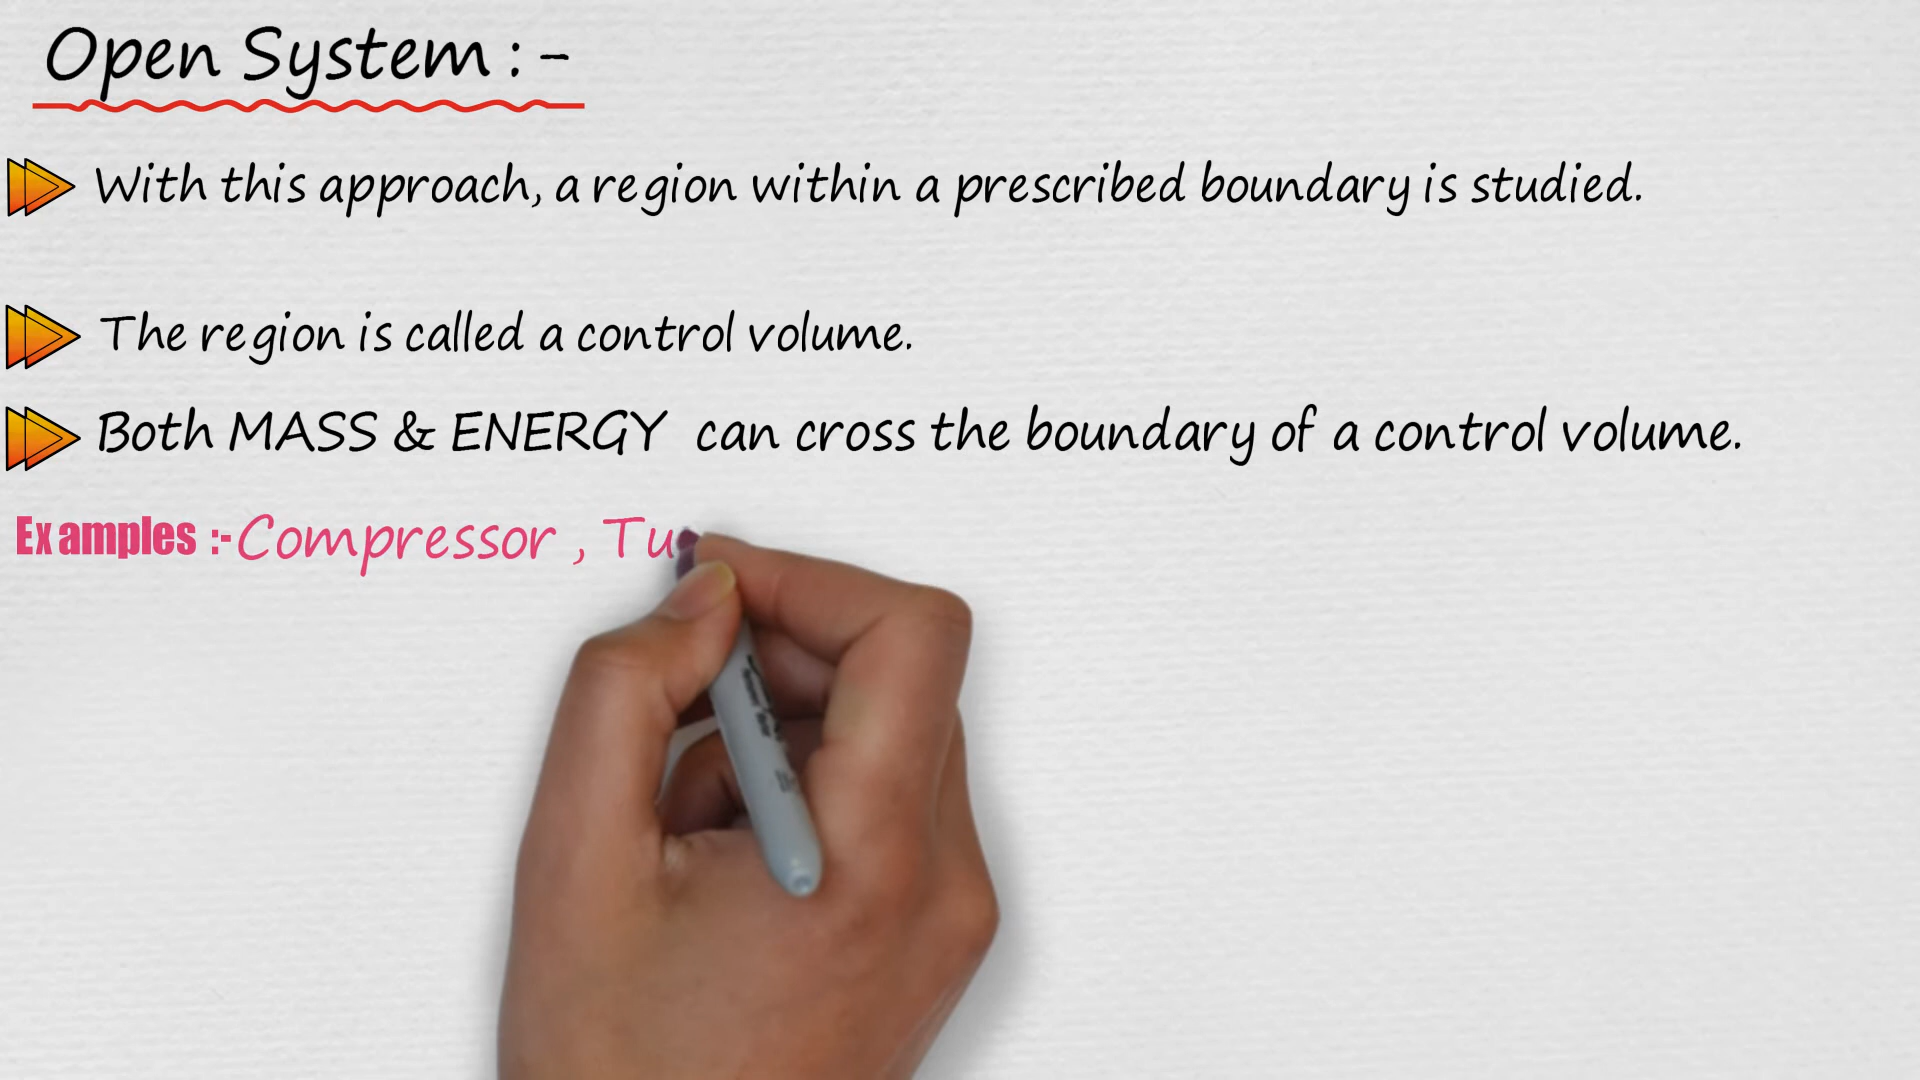 Open System : -
With this approach, a region within a prescribed boundary is studied.
The region is called a control volume.
Both MASS & ENERGY can cross the boundary of a control volume.
Examples :- Compressor , Tu